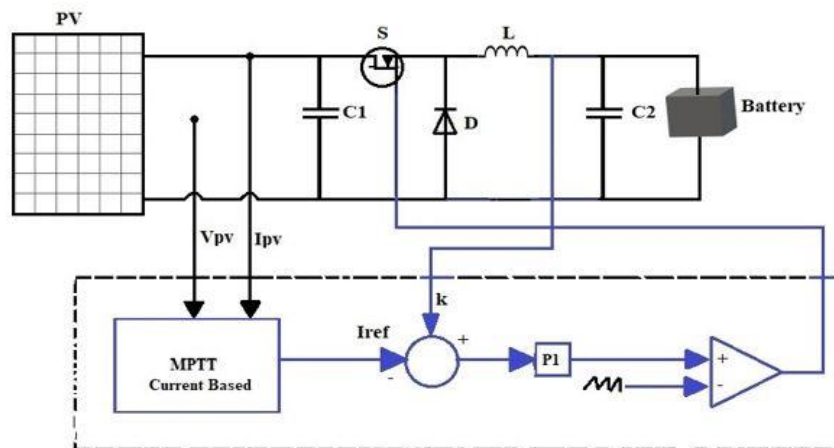 PV
S
L
C1
D
C2
Battery
Vpv
Ipv
k
Iref
+
-
MPTT
Current Based
P1
+
-